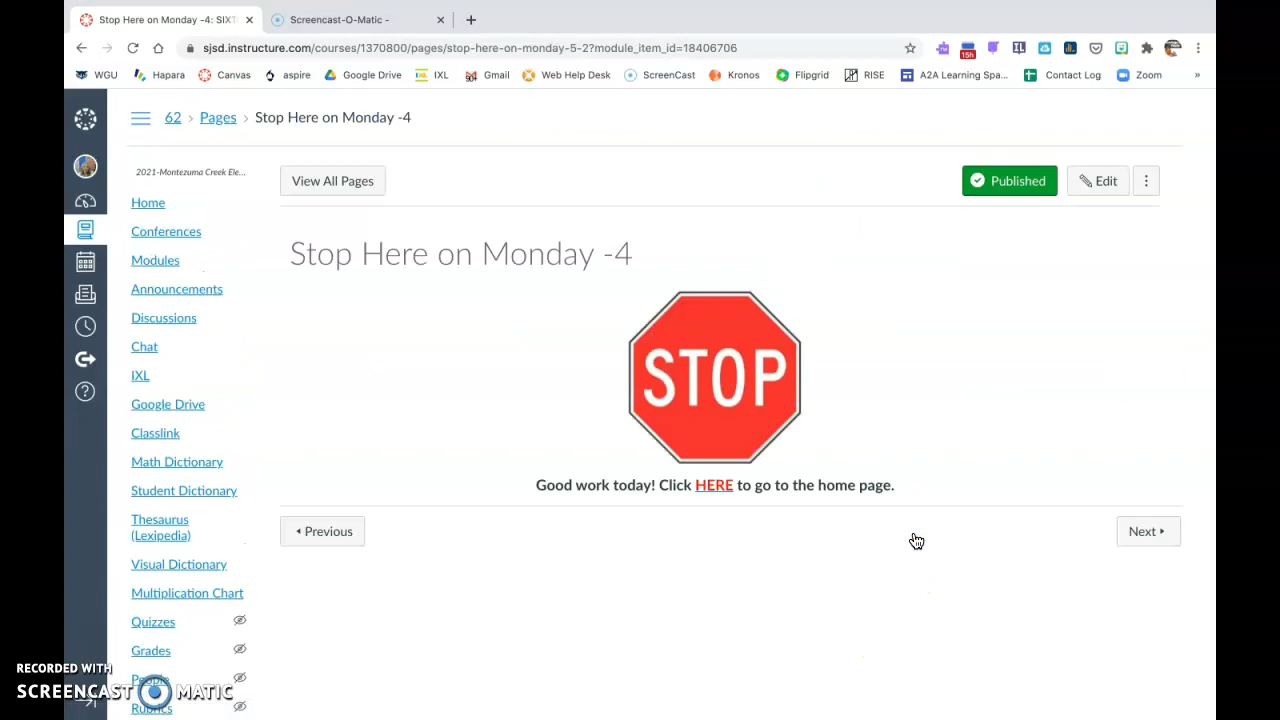 Stop Here on Monday -4: SIXT
Screencast-O-Matic -
sjsd.instructure.com/courses/1370800/pages/stop-here-on-monday-5-2?module_item_id=18406706
15h
WGU
Hapara
Canvas
aspire
Google Drive
IXL
Gmail
Web Help Desk
ScreenCast
Kronos
Flipgrid
RISE
A2A Learning Spa...
Contact Log
Zoom
»
62 › Pages › Stop Here on Monday -4
2021-Montezuma Creek Ele...
View All Pages
Published
Edit
Home
Conferences
Modules
Announcements
Discussions
Chat
IXL
Google Drive
Classlink
Math Dictionary
Student Dictionary
Thesaurus
(Lexipedia)
Visual Dictionary
Multiplication Chart
Quizzes
Grades
People
Rubrics
Stop Here on Monday -4
STOP
Good work today! Click HERE to go to the home page.
Previous
Next
RECORDED WITH
SCREENCAST O MATIC